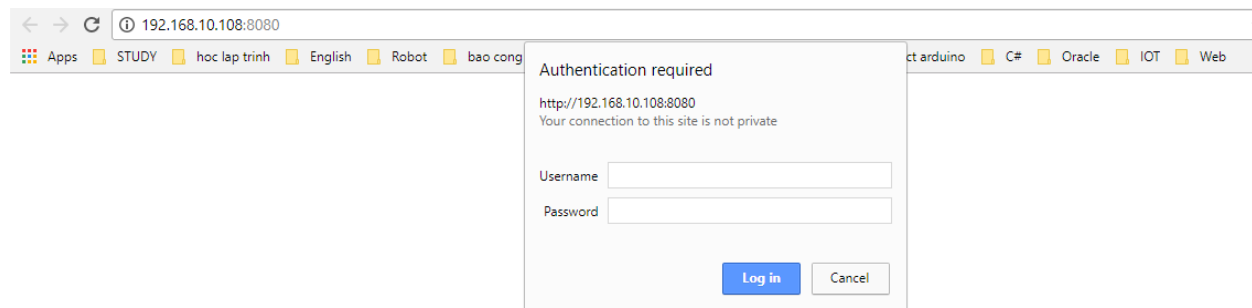 192.168.10.108:8080
Apps STUDY hoc lap trinh English Robot bao cong ct arduino C# Oracle IOT Web
Authentication required
http://192.168.10.108:8080
Your connection to this site is not private
Username
Password
Log in Cancel